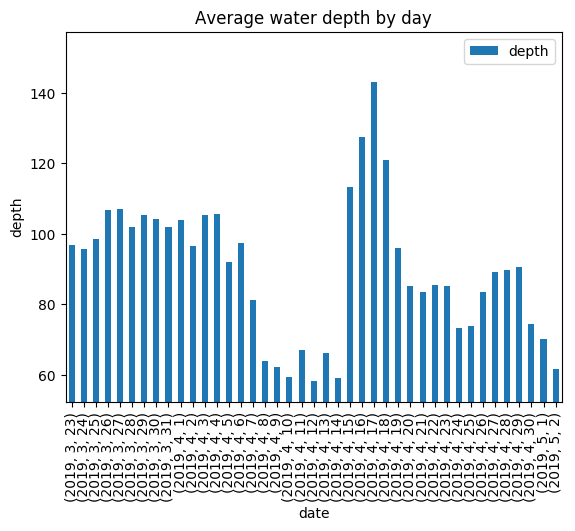 Average water depth by day
depth
140
120
100
80
60
depth
(2019, 3, 23)
(2019, 3, 24)
(2019, 3, 25)
(2019, 3, 26)
(2019, 3, 27)
(2019, 3, 28)
(2019, 3, 29)
(2019, 3, 30)
(2019, 3, 31)
(2019, 4, 1)
(2019, 4, 2)
(2019, 4, 3)
(2019, 4, 4)
(2019, 4, 5)
(2019, 4, 6)
(2019, 4, 7)
(2019, 4, 8)
(2019, 4, 9)
(2019, 4, 10)
(2019, 4, 11)
(2019, 4, 12)
(2019, 4, 13)
(2019, 4, 14)
(2019, 4, 15)
(2019, 4, 16)
(2019, 4, 17)
(2019, 4, 18)
(2019, 4, 19)
(2019, 4, 20)
(2019, 4, 21)
(2019, 4, 22)
(2019, 4, 23)
(2019, 4, 24)
(2019, 4, 25)
(2019, 4, 26)
(2019, 4, 27)
(2019, 4, 28)
(2019, 4, 29)
(2019, 4, 30)
(2019, 5, 1)
(2019, 5, 2)
date